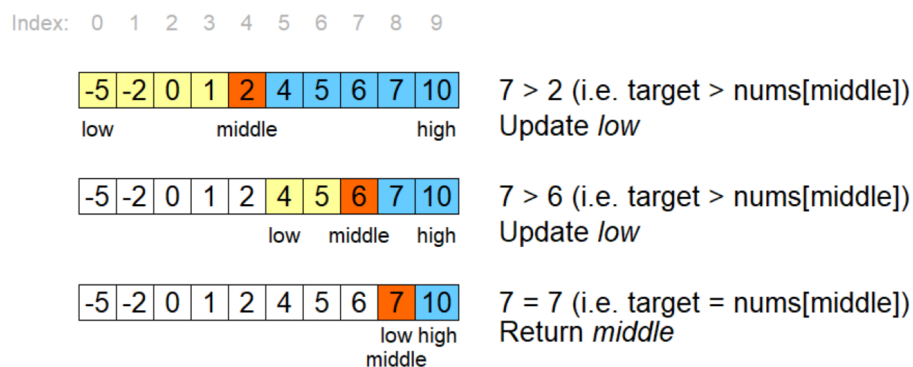 Index: 0 1 2 3 4 5 6 7 8 9
-5 -2 0 1 2 4 5 6 7 10 7 > 2 (i.e. target > nums[middle])
low middle high Update low
-5 -2 0 1 2 4 5 6 7 10 7 > 6 (i.e. target > nums[middle])
low middle high Update low
-5 -2 0 1 2 4 5 6 7 10 7 = 7 (i.e. target = nums[middle])
low high Return middle
middle